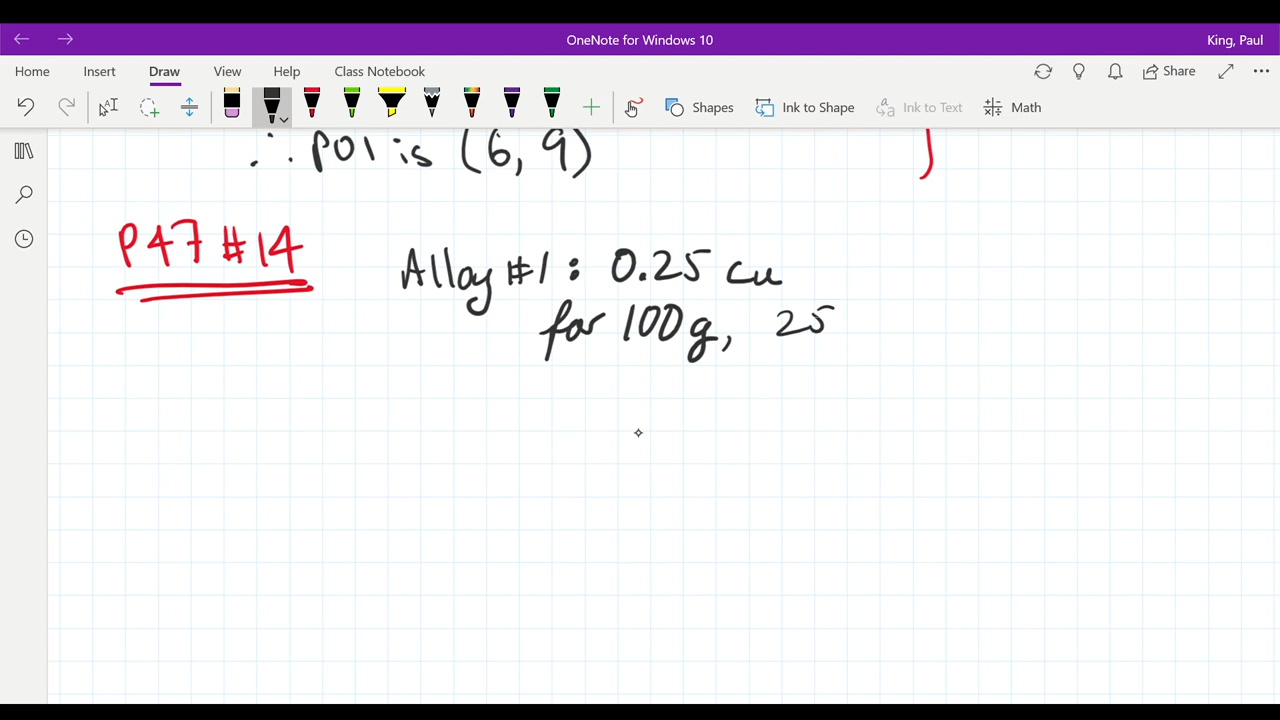 OneNote for Windows 10
King, Paul
Home Insert Draw View Help Class Notebook
Share
Shapes Ink to Shape Ink to Text Math
∴ POI is (6, 9)
P47 #14
Alloy #1 : 0.25 cu
for 100g, 25